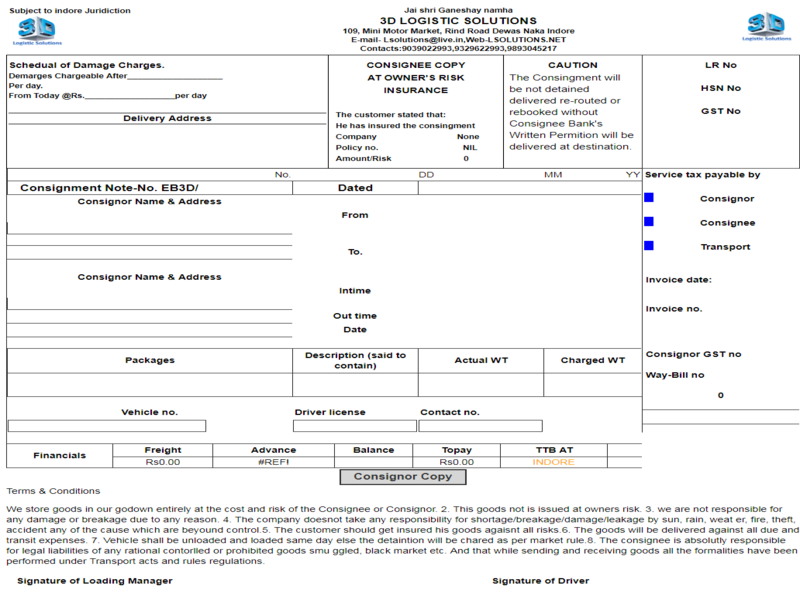 Subject to indore Juridiction
Jai shri Ganeshay namha
3D LOGISTIC SOLUTIONS
109, Mini Motor Market, Rind Road Dewas Naka Indore
E-mail- Lsolutions@live.in,Web-LSOLUTIONS.NET
Contacts:9039022993,9329622993,9893045217
3D
Logistic Solutions
3D
Logistic Solutions
Schedual of Damage Charges.
Demarges Chargeable After____________________
Per day.
From Today @Rs.___________________per day
Delivery Address
CONSIGNEE COPY
AT OWNER'S RISK
INSURANCE
The customer stated that:
He has insured the consingment
Company None
Policy no. NIL
Amount/Risk 0
CAUTION
The Consingment will
be not detained
delivered re-routed or
rebooked without
Consignee Bank's
Written Permition will be
delivered at destination.
LR No
HSN No
GST No
No. DD MM YY
Consignment Note-No. EB3D/ Dated
Consignor Name & Address
From
To.
Consignor Name & Address
Intime
Out time
Date
Service tax payable by
Consignor
Consignee
Transport
Invoice date:
Invoice no.
Consignor GST no
Way-Bill no
0
Packages
Description (said to
contain)
Actual WT
Charged WT
Vehicle no. Driver license Contact no.
Financials
Freight Advance Balance Topay TTB AT
Rs0.00 #REF! Rs0.00 INDORE
Consignor Copy
Terms & Conditions
We store goods in our godown entirely at the cost and risk of the Consignee or Consignor. 2. This goods not is issued at owners risk. 3. we are not responsible for
any damage or breakage due to any reason. 4. The company doesnot take any responsibility for shortage/breakage/damage/leakage by sun, rain, weat er, fire, theft,
accident any of the cause which are beyound control.5. The customer should get insured his goods agaisnt all risks.6. The goods will be delivered against all due and
transit expenses. 7. Vehicle shall be unloaded and loaded same day else the detaintion will be chared as per market rule.8. The consignee is absolutly responsible
for legal liabilities of any rational contorlled or prohibited goods smu ggled, black market etc. And that while sending and receiving goods all the formalities have been
performed under Transport acts and rules regulations.
Signature of Loading Manager Signature of Driver